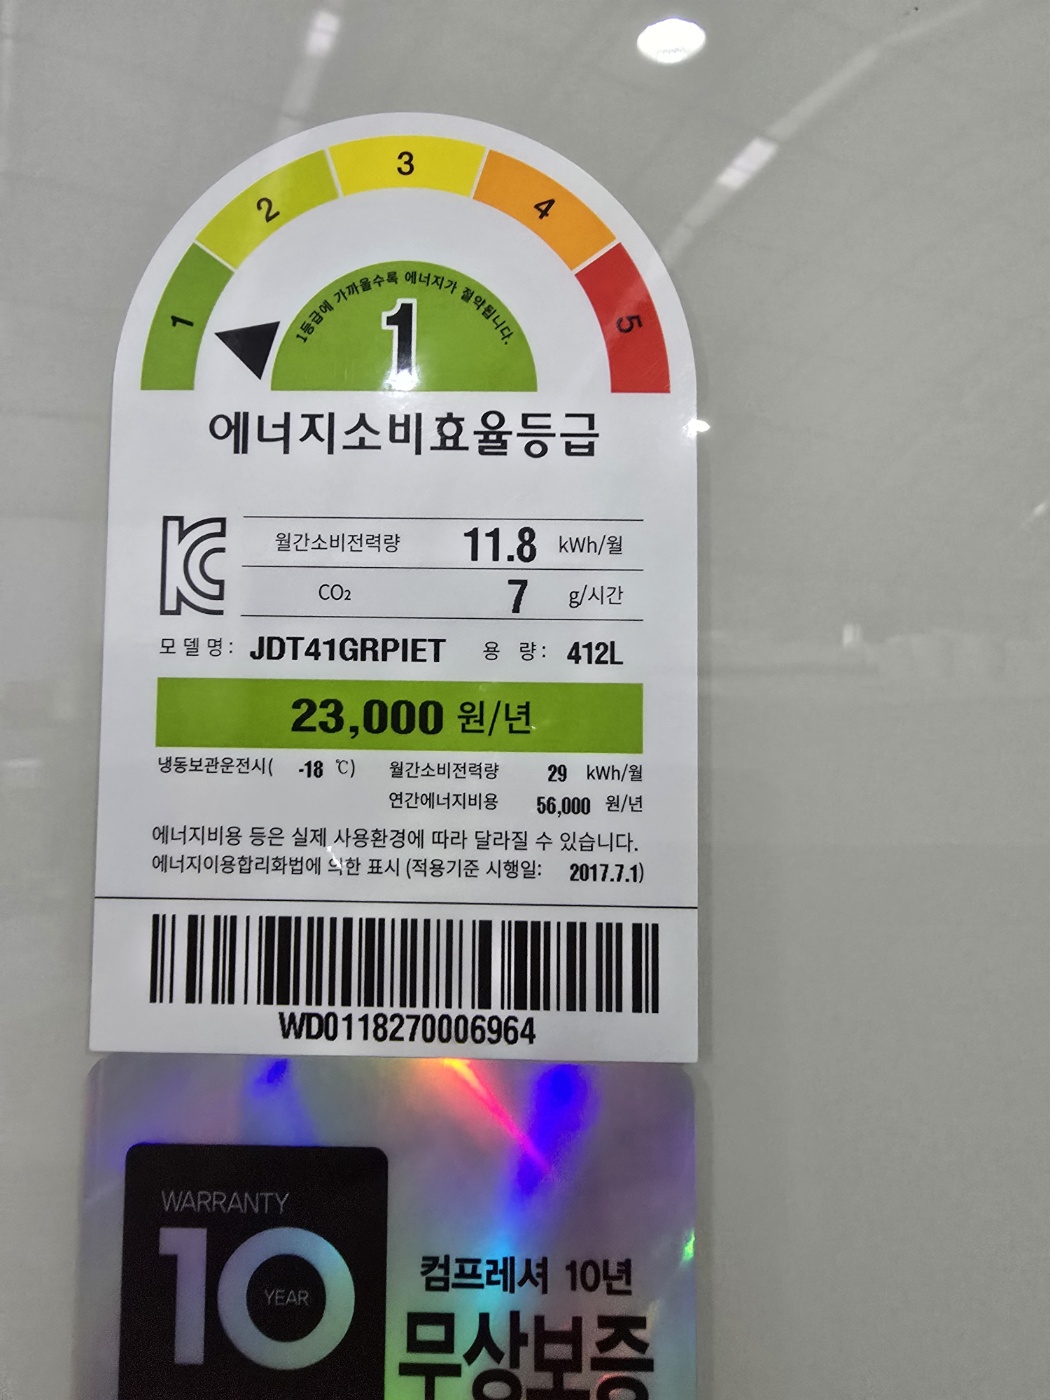 1 2 3 4 5
1등급에 가까울수록 에너지가 절약됩니다.
1
에너지소비효율등급
월간소비전력량 11.8 kWh/월
CO₂ 7 g/시간
모델명: JDT41GRPIET 용 량: 412L
23,000 원/년
냉동보관운전시( -18 ℃) 월간소비전력량 29 kWh/월
연간에너지비용 56,000 원/년
에너지비용 등은 실제 사용환경에 따라 달라질 수 있습니다.
에너지이용합리화법에 의한 표시 (적용기준 시행일: 2017.7.1)
WD0118270006964
WARRANTY
10
YEAR
컴프레셔 10년
무상보증